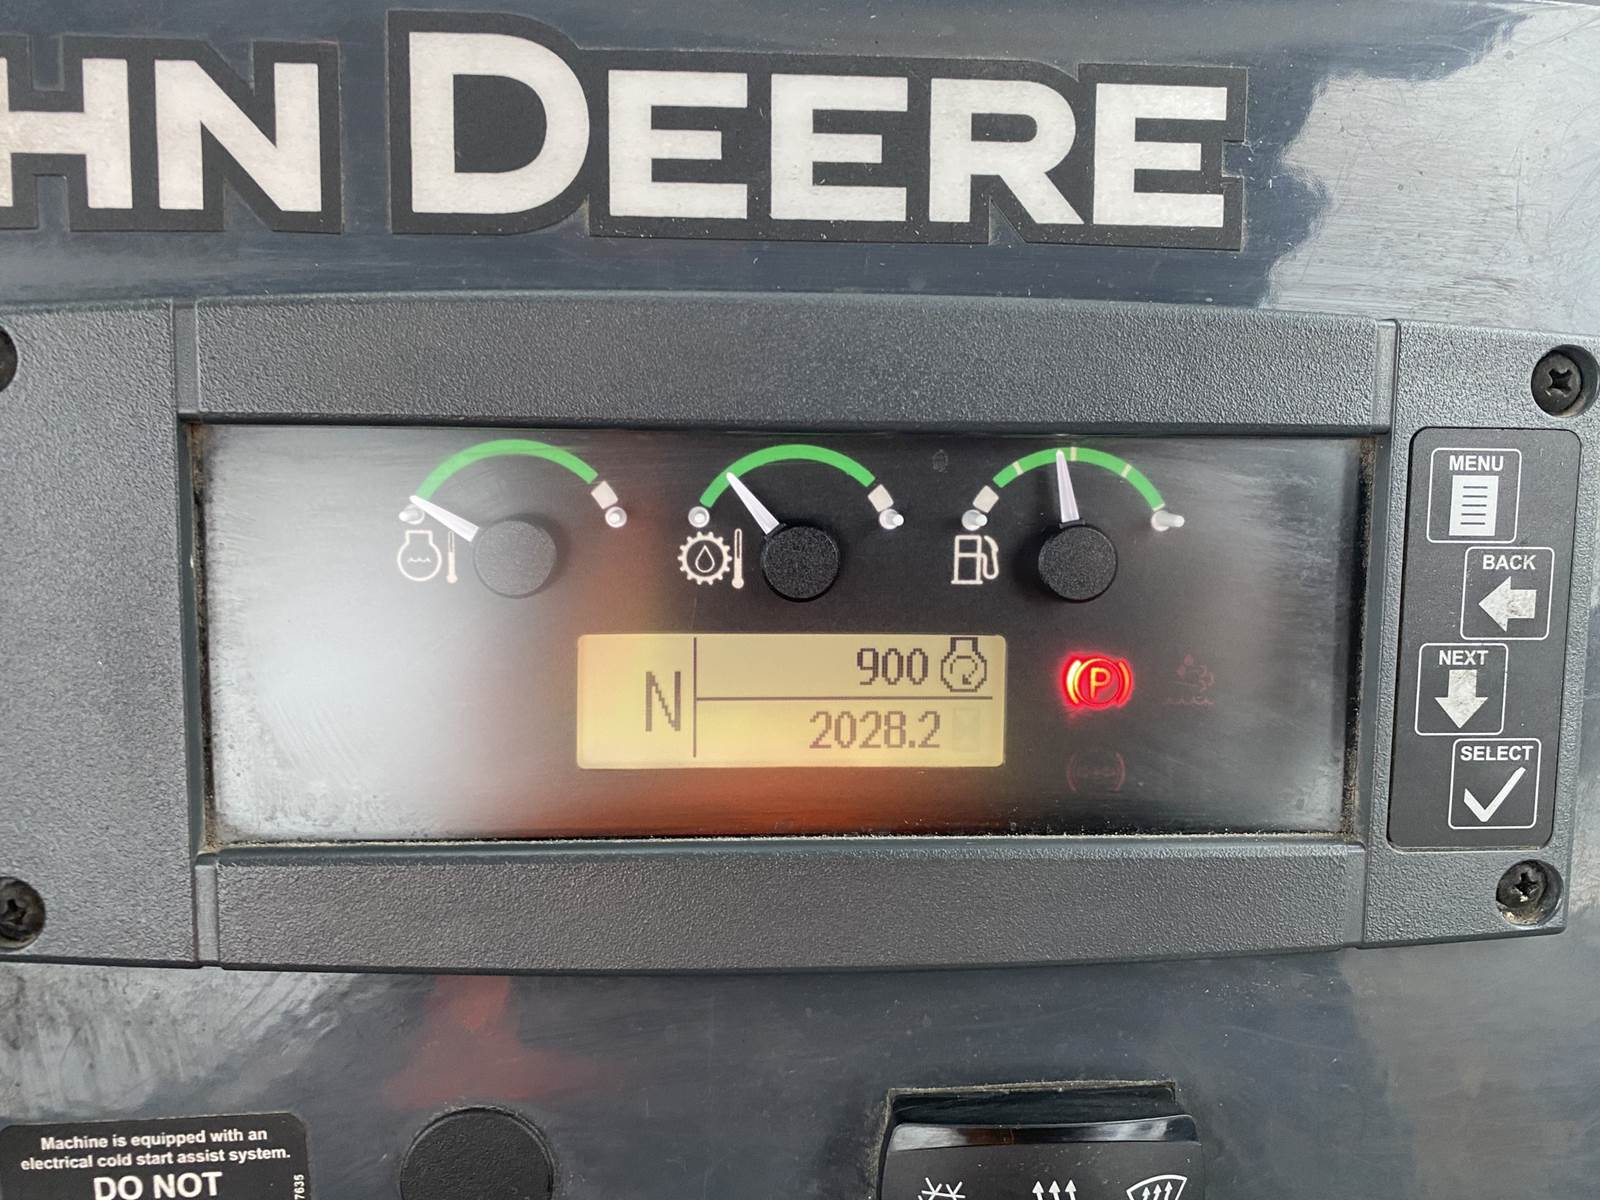 HN DEERE
MENU
BACK
NEXT
SELECT
N
900
2028.2
P
Machine is equipped with an
electrical cold start assist system.
DO NOT
7635